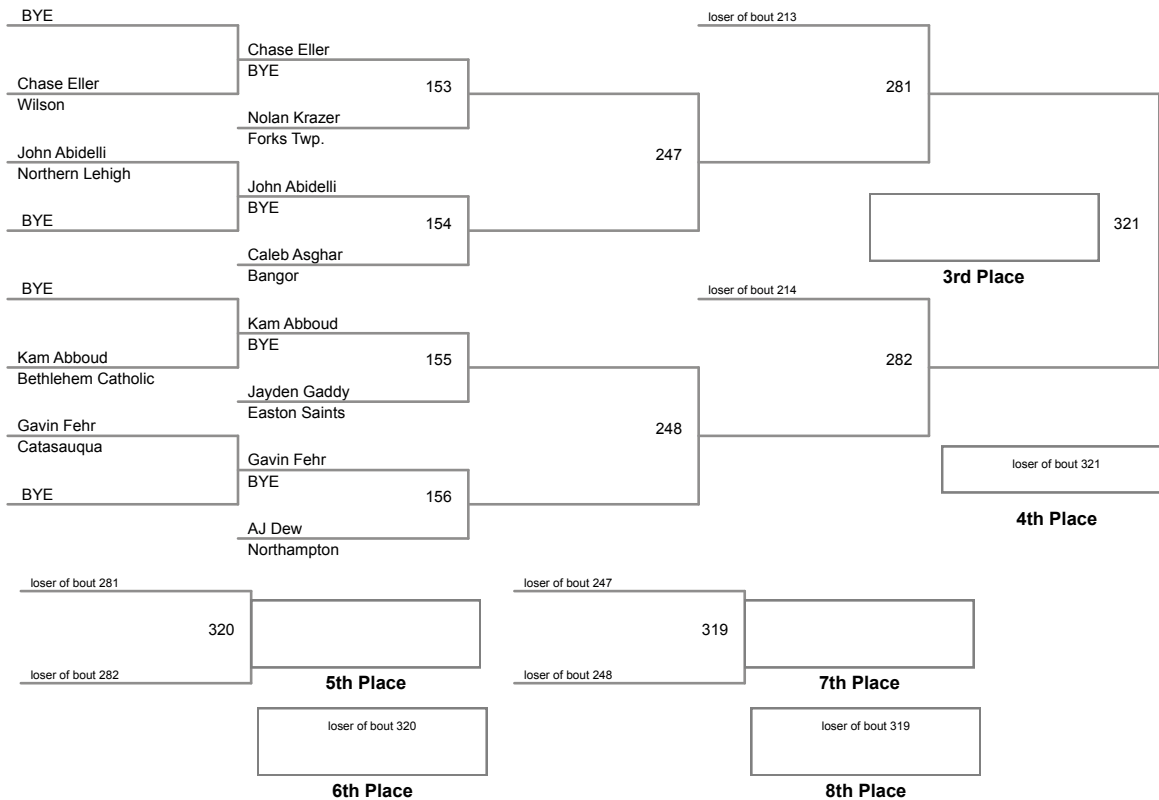 BYE
loser of bout 213
Chase Eller
BYE
153
281
Chase Eller
Wilson
Nolan Krazer
Forks Twp.
247
John Abidelli
Northern Lehigh
John Abidelli
BYE
154
321
BYE
Caleb Asghar
Bangor
3rd Place
BYE
loser of bout 214
Kam Abboud
BYE
155
282
Kam Abboud
Bethlehem Catholic
Jayden Gaddy
Easton Saints
248
Gavin Fehr
Catasauqua
Gavin Fehr
BYE
156
loser of bout 321
BYE
4th Place
AJ Dew
Northampton
loser of bout 281
loser of bout 247
320
319
loser of bout 282
5th Place
loser of bout 248
7th Place
loser of bout 320
loser of bout 319
6th Place
8th Place